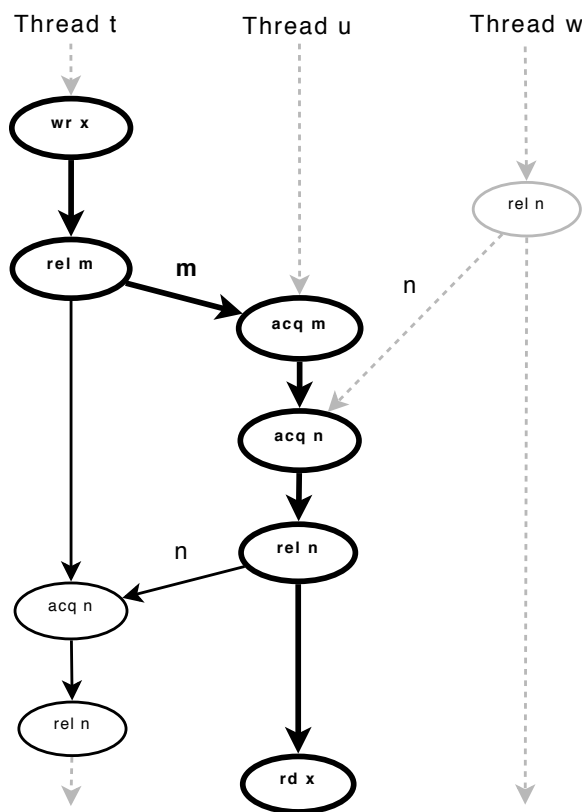 Thread t
Thread u
Thread w
wr x
rel n
rel m
m
n
acq m
acq n
rel n
n
acq n
rel n
rd x